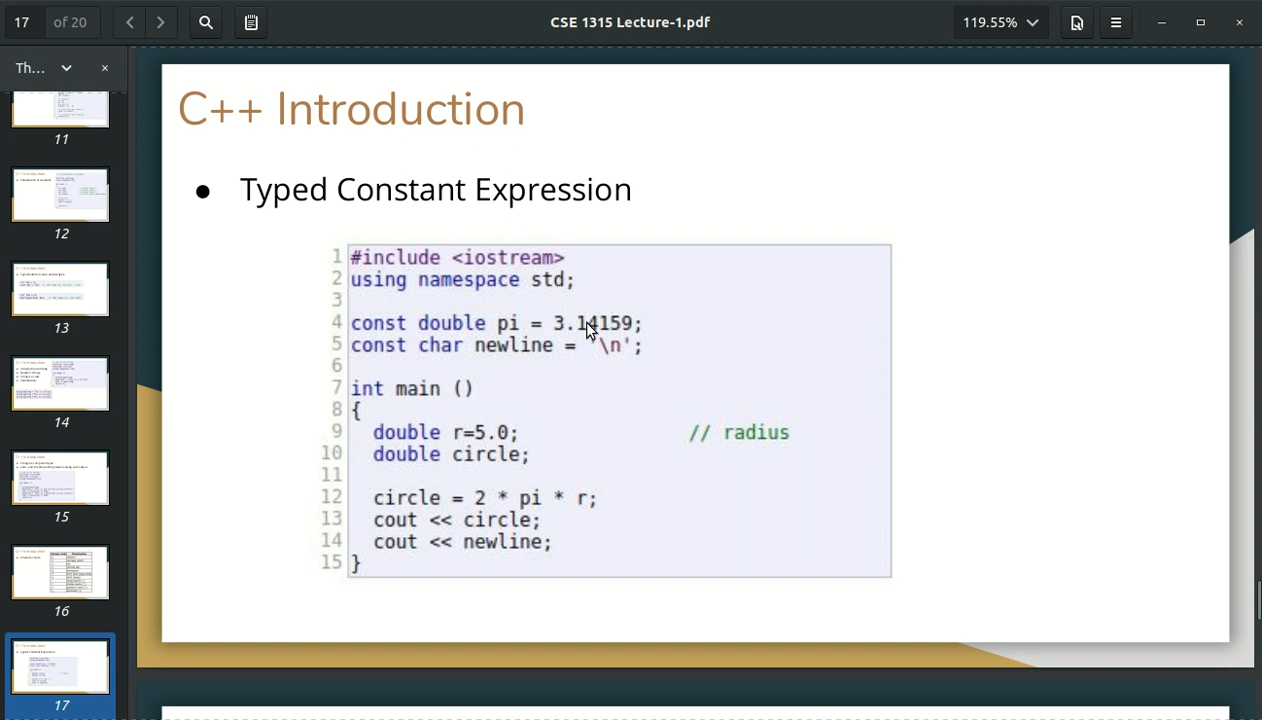 17 of 20
CSE 1315 Lecture-1.pdf
119.55%
Th...
11
12
13
14
15
16
17
C++ Introduction
● Typed Constant Expression
1 #include <iostream>
2 using namespace std;
3
4 const double pi = 3.14159;
5 const char newline = '\n';
6
7 int main ()
8 {
9 double r=5.0; // radius
10 double circle;
11
12 circle = 2 * pi * r;
13 cout << circle;
14 cout << newline;
15 }